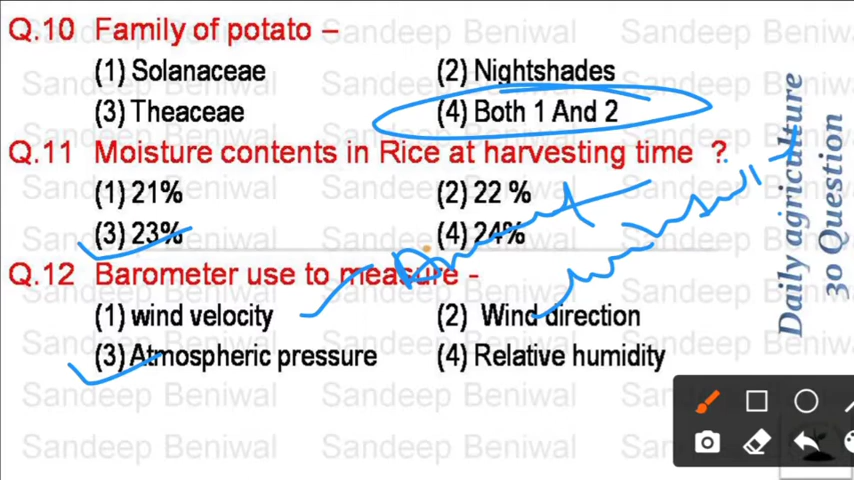 Q.10 Family of potato –
(1) Solanaceae (2) Nightshades
(3) Theaceae (4) Both 1 And 2
Q.11 Moisture contents in Rice at harvesting time ?
(1) 21% (2) 22 %
(3) 23% (4) 24%
Q.12 Barometer use to measure -
(1) wind velocity (2) Wind direction
(3) Atmospheric pressure (4) Relative humidity
Daily agriculture
30 Question
Sandeep Beniwal